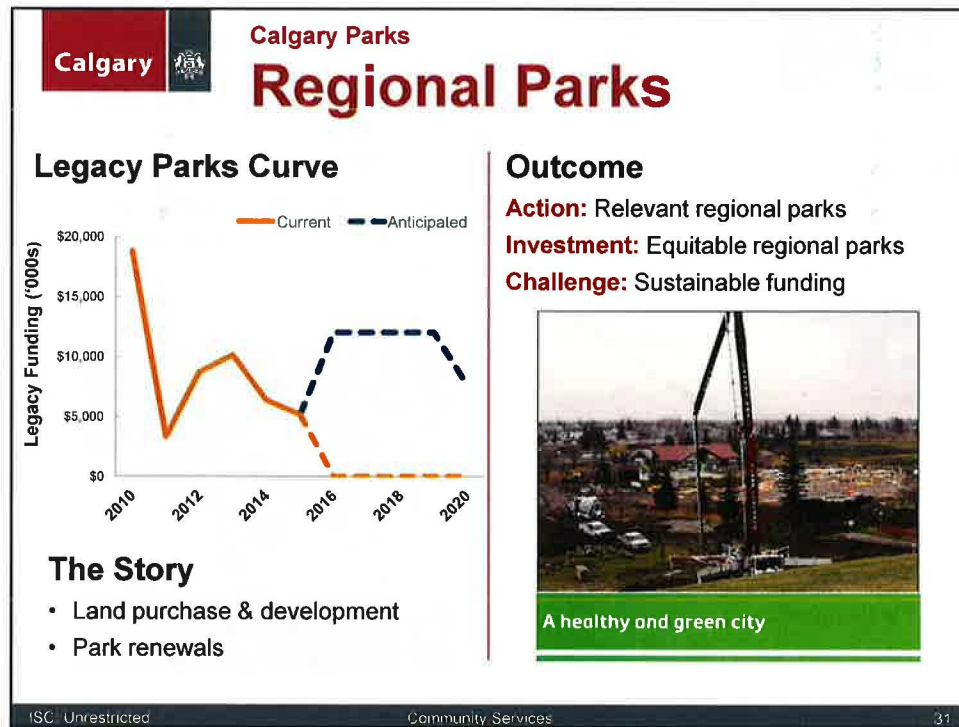 Calgary
Calgary Parks
Regional Parks
Legacy Parks Curve
Current
Anticipated
Legacy Funding ('000s)
$20,000
$15,000
$10,000
$5,000
$0
2010
2012
2014
2016
2018
2020
The Story
• Land purchase & development
• Park renewals
Outcome
Action: Relevant regional parks
Investment: Equitable regional parks
Challenge: Sustainable funding
A healthy and green city
ISC: Unrestricted
Community Services
31